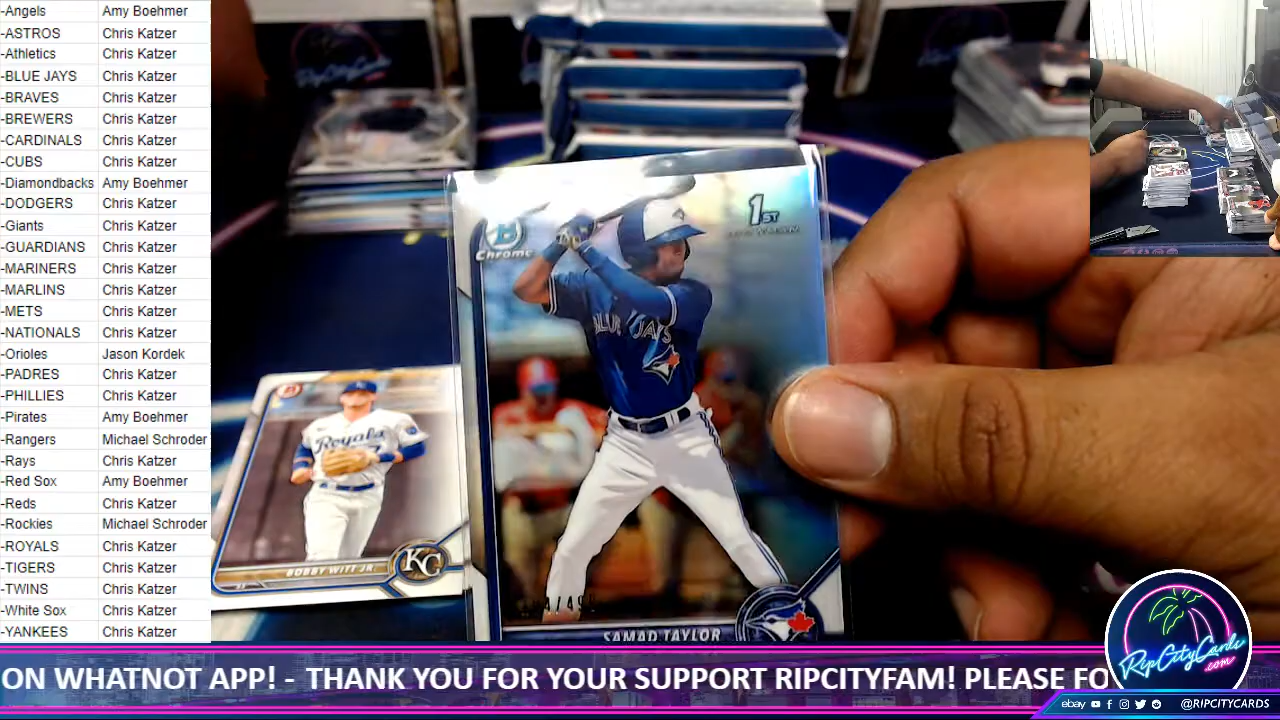 -Angels Amy Boehmer
-ASTROS Chris Katzer
-Athletics Chris Katzer
-BLUE JAYS Chris Katzer
-BRAVES Chris Katzer
-BREWERS Chris Katzer
-CARDINALS Chris Katzer
-CUBS Chris Katzer
-Diamondbacks Amy Boehmer
-DODGERS Chris Katzer
-Giants Chris Katzer
-GUARDIANS Chris Katzer
-MARINERS Chris Katzer
-MARLINS Chris Katzer
-METS Chris Katzer
-NATIONALS Chris Katzer
-Orioles Jason Kordek
-PADRES Chris Katzer
-PHILLIES Chris Katzer
-Pirates Amy Boehmer
-Rangers Michael Schroder
-Rays Chris Katzer
-Red Sox Amy Boehmer
-Reds Chris Katzer
-Rockies Michael Schroder
-ROYALS Chris Katzer
-TIGERS Chris Katzer
-TWINS Chris Katzer
-White Sox Chris Katzer
-YANKEES Chris Katzer
RipCityCards
B
Chrome
1ST
BLUE JAYS
SAMAD TAYLOR
Royals
BOBBY WITT JR.
KC
RipCityCards
.com
ON WHATNOT APP! - THANK YOU FOR YOUR SUPPORT RIPCITYFAM! PLEASE FO
ebay @RIPCITYCARDS